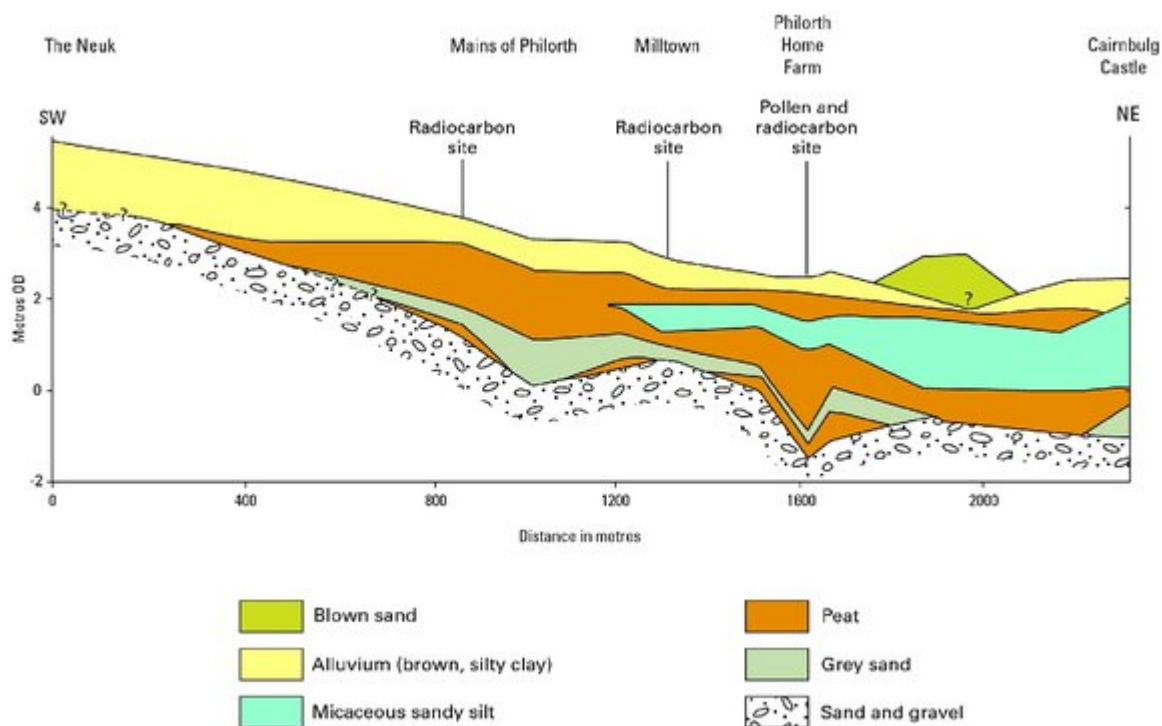 The Neuk
Mains of Philorth
Milltown
Philorth
Home
Farm
Cairnbulg
Castle
SW
Radiocarbon
site
Radiocarbon
site
Pollen and
radiocarbon
site
NE
4
2
0
-2
Metres OD
?
?
?
?
?
0
400
800
1200
1600
2000
Distance in metres
Blown sand
Peat
Alluvium (brown, silty clay)
Grey sand
Micaceous sandy silt
Sand and gravel